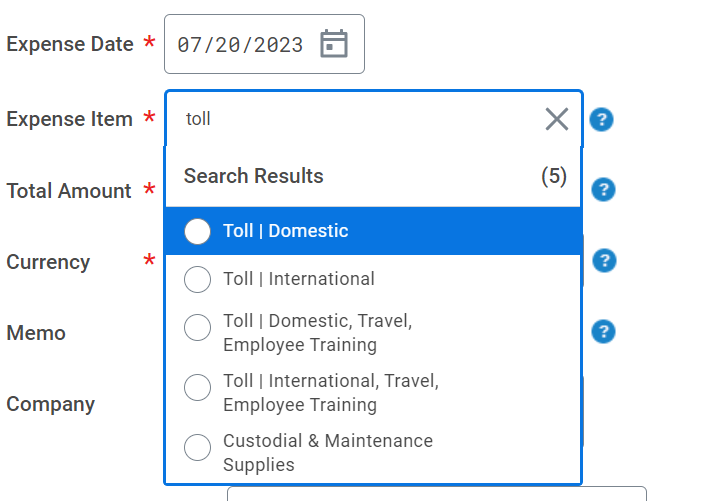 Expense Date *
07/20/2023
Expense Item *
toll
?
Search Results (5)
Total Amount *
?
Toll | Domestic
Currency *
?
Toll | International
Memo
?
Toll | Domestic, Travel,
Employee Training
Company
Toll | International, Travel,
Employee Training
Custodial & Maintenance
Supplies